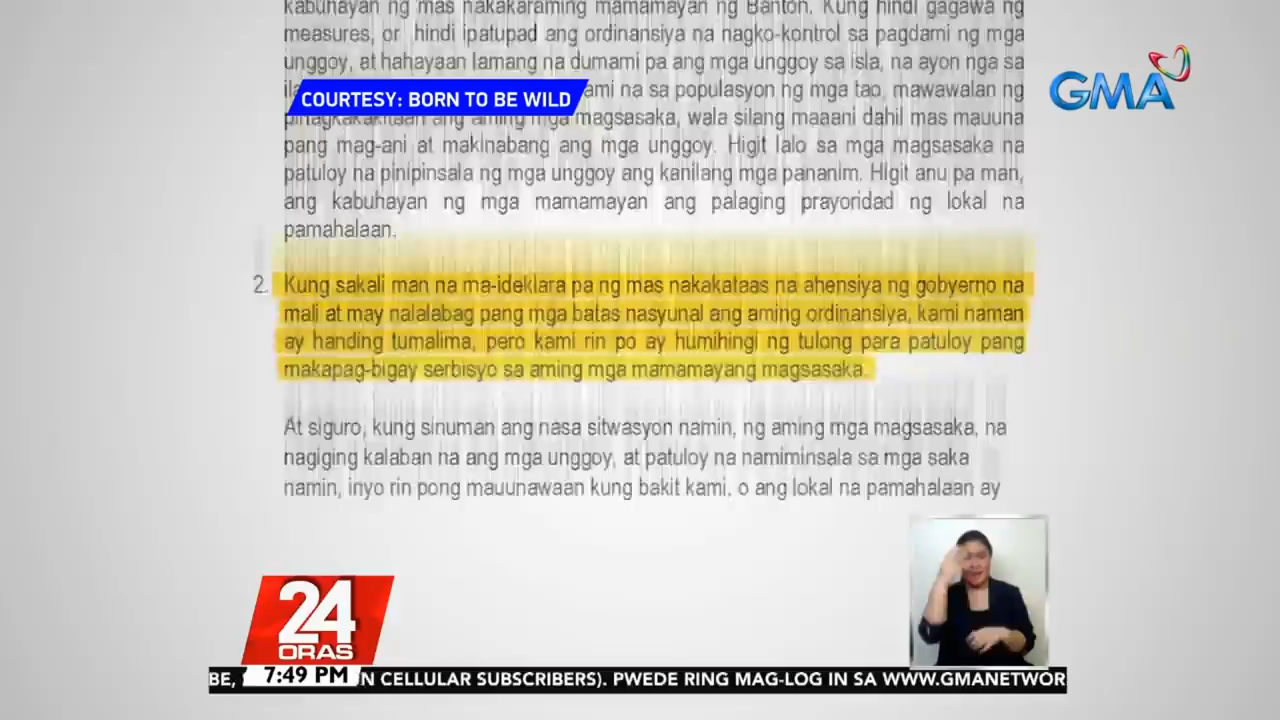 kabuhayan ng mas nakakaraming mamamayan ng Banton. Kung hindi gagawa ng
measures, or hindi ipatupad ang ordinansiya na nagko-kontrol sa pagdami ng mga
unggoy, at hahayaan lamang na dumami pa ang mga unggoy sa isla, na ayon nga sa
GMA
COURTESY: BORN TO BE WILD
na sa populasyon ng mga tao, mawawalan ng
pinagkakakitaan ang aming mga magsasaka, wala silang maaani dahil mas mauuna
pang mag-ani at makinabang ang mga unggoy. Higit lalo sa mga magsasaka na
patuloy na pinipinsala ng mga unggoy ang kanilang mga pananim. HIgit anu pa man,
ang kabuhayan ng mga mamamayan ang palaging prayoridad ng lokal na
pamahalaan.
2. Kung sakali man na ma-ideklara pa ng mas nakakataas na ahensiya ng gobyerno na
mali at may nalalabag pang mga batas nasyunal ang aming ordinansiya, kami naman
ay handing tumalima, pero kami rin po ay humihingi ng tulong para patuloy pang
makapag-bigay serbisyo sa aming mga mamamayang magsasaka.
At siguro, kung sinuman ang nasa sitwasyon namin, ng aming mga magsasaka, na
nagiging kalaban na ang mga unggoy, at patuloy na namiminsala sa mga saka
namin, inyo rin pong mauunawaan kung bakit kami, o ang lokal na pamahalaan ay
24
ORAS
7:49 PM
BE, N CELLULAR SUBSCRIBERS). PWEDE RING MAG-LOG IN SA WWW.GMANETWOR